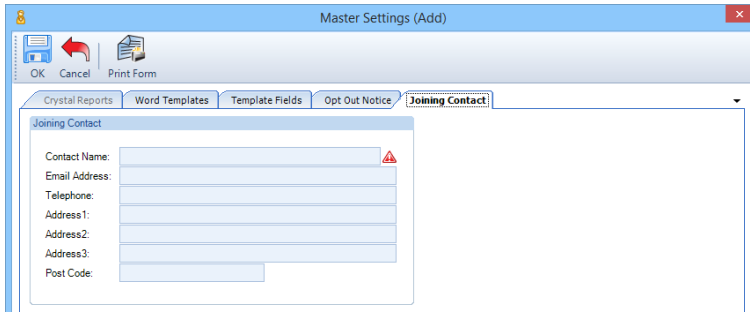 Master Settings (Add)
OK Cancel Print Form
Crystal Reports Word Templates Template Fields Opt Out Notice Joining Contact
Joining Contact
Contact Name:
Email Address:
Telephone:
Address1:
Address2:
Address3:
Post Code: